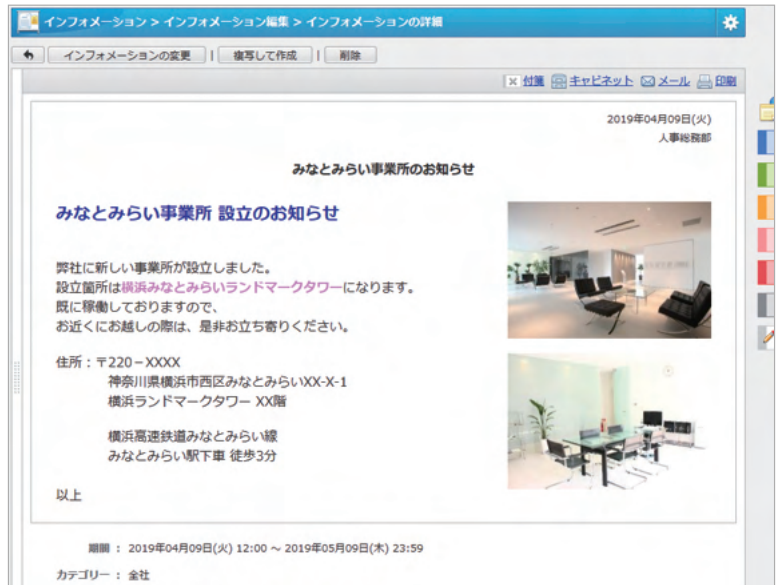 インフォメーション > インフォメーション編集 > インフォメーションの詳細
インフォメーションの変更 | 複写して作成 | 削除
付箋 キャビネット メール 印刷
2019年04月09日(火)
人事総務部
みなとみらい事業所のお知らせ
みなとみらい事業所 設立のお知らせ
弊社に新しい事業所が設立しました。
設立箇所は横浜みなとみらいランドマークタワーになります。
既に稼働しておりますので、
お近くにお越しの際は、是非お立ち寄りください。
住所：〒220－XXXX
神奈川県横浜市西区みなとみらいXX-X-1
横浜ランドマークタワー XX階
横浜高速鉄道みなとみらい線
みなとみらい駅下車 徒歩3分
以上
期間 ： 2019年04月09日(火) 12:00 ～ 2019年05月09日(木) 23:59
カテゴリー ： 全社